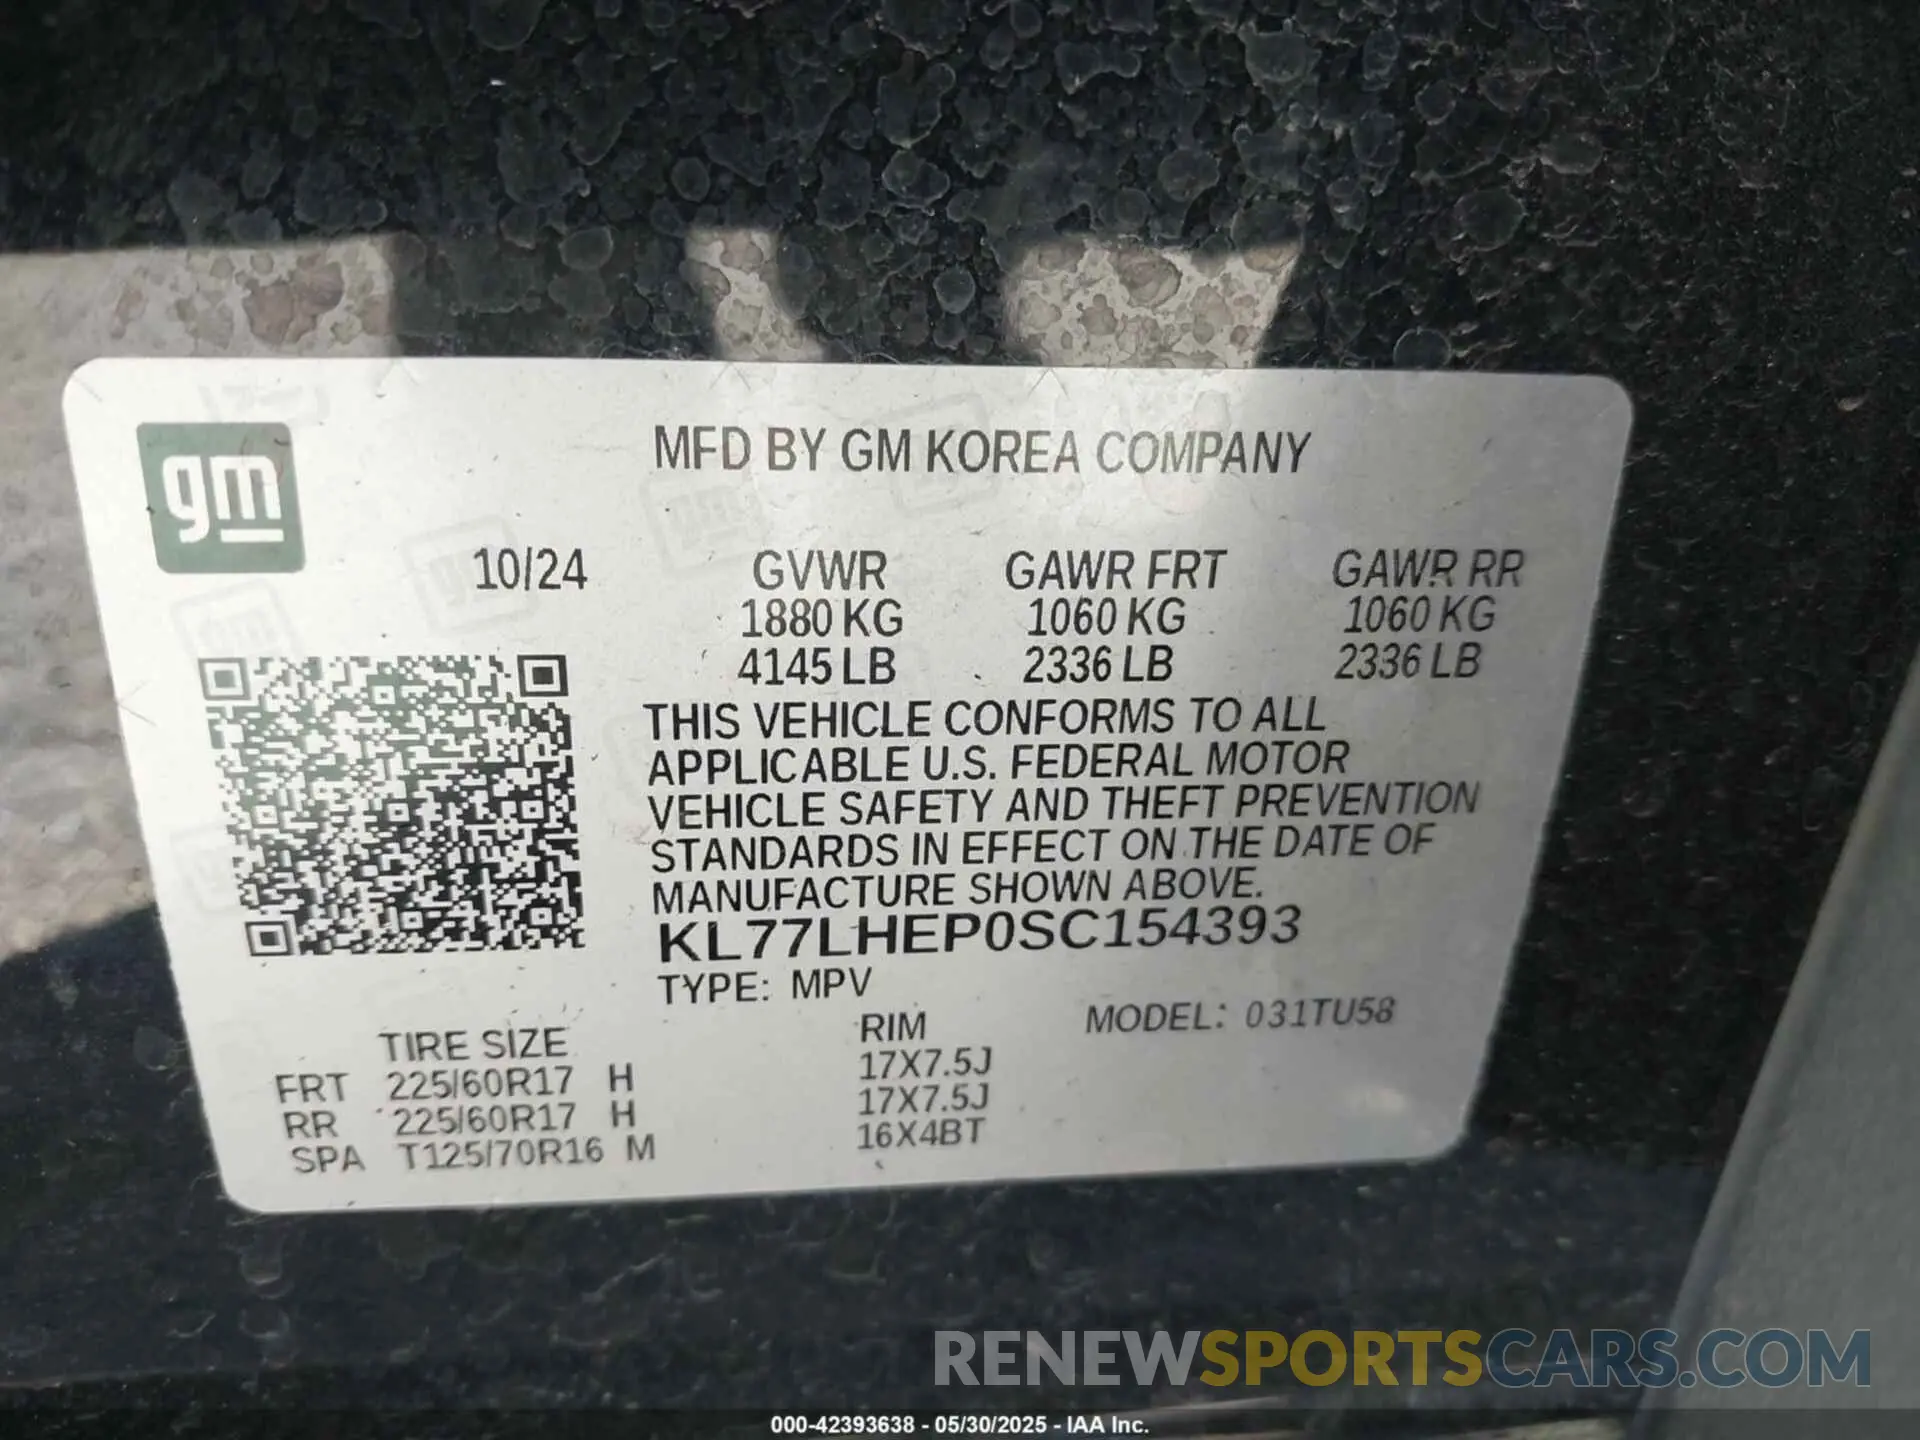 gm
MFD BY GM KOREA COMPANY
10/24 GVWR GAWR FRT GAWR RR
1880 KG 1060 KG 1060 KG
4145 LB 2336 LB 2336 LB
THIS VEHICLE CONFORMS TO ALL
APPLICABLE U.S. FEDERAL MOTOR
VEHICLE SAFETY AND THEFT PREVENTION
STANDARDS IN EFFECT ON THE DATE OF
MANUFACTURE SHOWN ABOVE.
KL77LHEP0SC154393
TYPE: MPV
TIRE SIZE RIM MODEL: 031TU58
FRT 225/60R17 H 17X7.5J
RR 225/60R17 H 17X7.5J
SPA T125/70R16 M 16X4BT
RENEWSPORTSCARS.COM
000-42393638 - 05/30/2025 - IAA Inc.